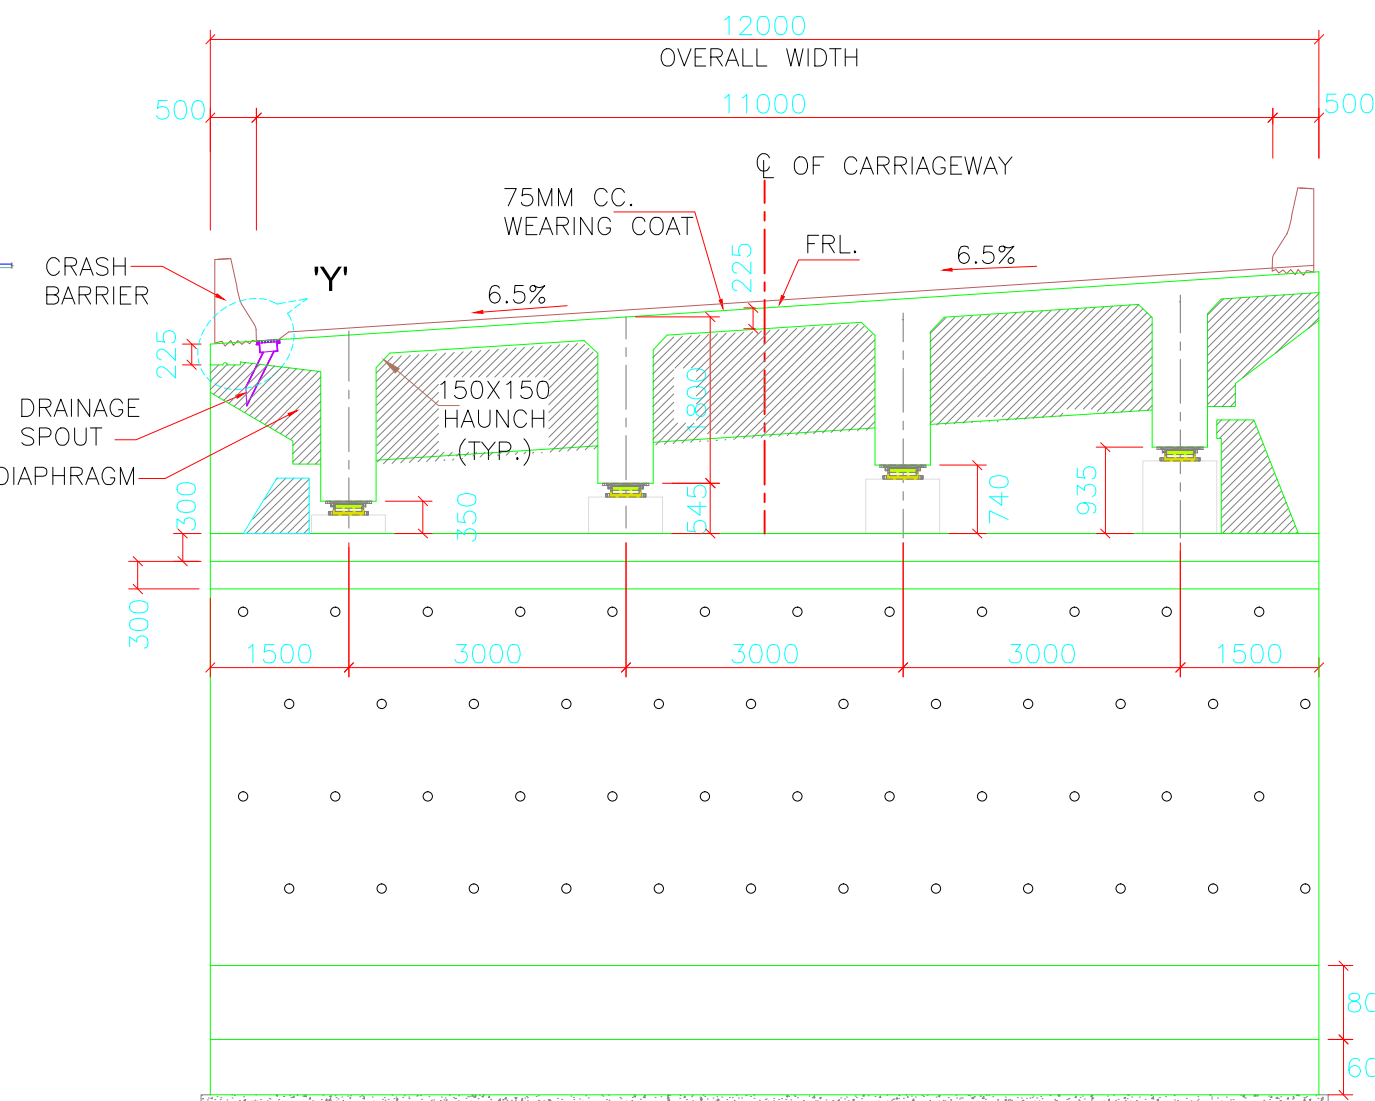 12000
OVERALL WIDTH
500
11000
500
℄ OF CARRIAGEWAY
75MM CC.
WEARING COAT
225
FRL.
6.5%
CRASH
BARRIER
'Y'
6.5%
225
150X150
HAUNCH
(TYP.)
1800
DRAINAGE
SPOUT
DIAPHRAGM
300
350
545
740
935
300
1500
3000
3000
3000
1500